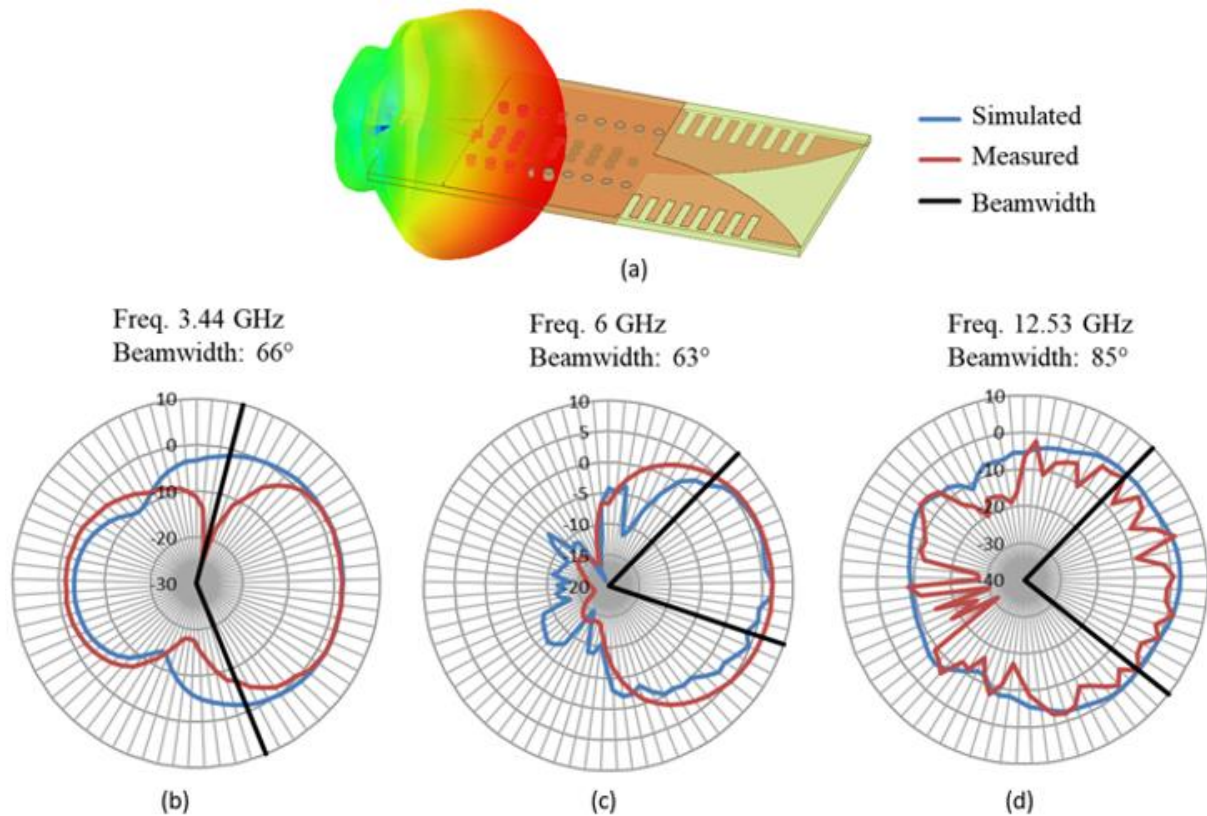 Simulated
Measured
Beamwidth
(a)
Freq. 3.44 GHz
Beamwidth: 66°
10
0
-10
-20
-30
(b)
Freq. 6 GHz
Beamwidth: 63°
10
5
0
-5
-10
-15
-20
(c)
Freq. 12.53 GHz
Beamwidth: 85°
10
0
-10
-20
-30
-40
(d)